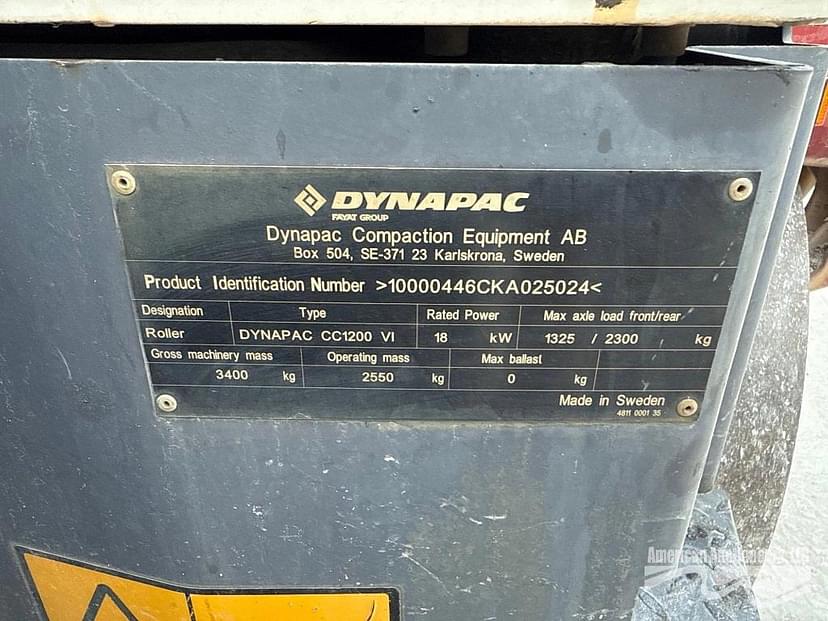 DYNAPAC
FAYAT GROUP
Dynapac Compaction Equipment AB
Box 504, SE-371 23 Karlskrona, Sweden
Product Identification Number >10000446CKA025024<
Designation Type Rated Power Max axle load front/rear
Roller DYNAPAC CC1200 VI 18 kW 1325 / 2300 kg
Gross machinery mass Operating mass Max ballast
3400 kg 2550 kg 0 kg
Made in Sweden
4811 0001 35